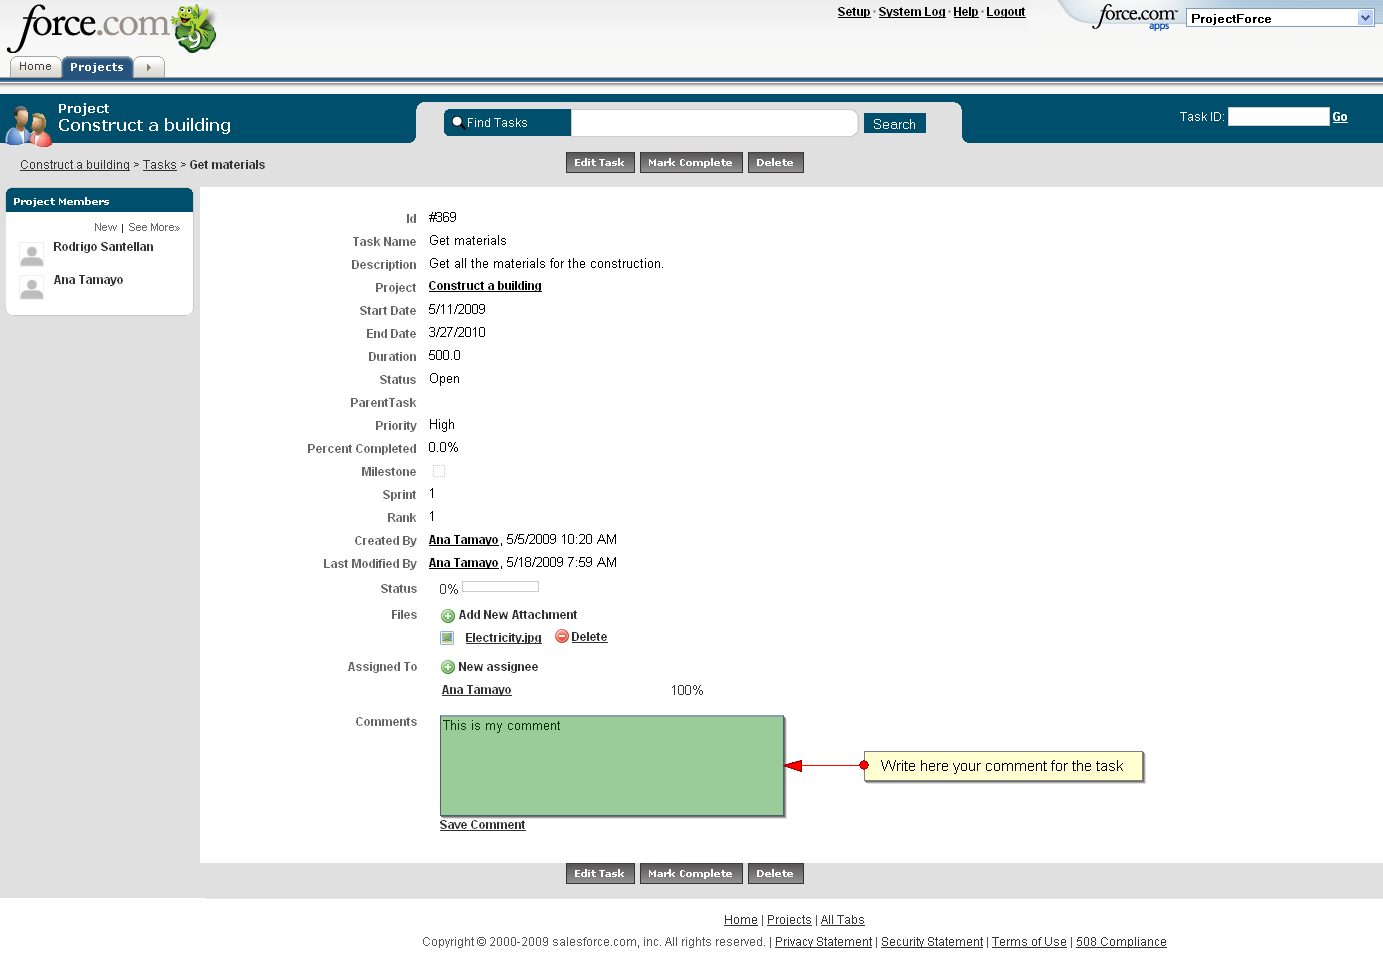 Setup · System Log · Help · Logout
force.com
9
force.com
apps
ProjectForce
Home
Projects
Project
Construct a building
Find Tasks
Search
Task ID:
Go
Construct a building > Tasks > Get materials
Edit Task
Mark Complete
Delete
Project Members
New | See More»
Rodrigo Santellan
Ana Tamayo
Id #369
Task Name Get materials
Description Get all the materials for the construction.
Project Construct a building
Start Date 5/11/2009
End Date 3/27/2010
Duration 500.0
Status Open
ParentTask
Priority High
Percent Completed 0.0%
Milestone
Sprint 1
Rank 1
Created By Ana Tamayo, 5/5/2009 10:20 AM
Last Modified By Ana Tamayo, 5/18/2009 7:59 AM
Status 0%
Files Add New Attachment
Electricity.jpg Delete
Assigned To New assignee
Ana Tamayo 100%
Comments This is my comment
Write here your comment for the task
Save Comment
Edit Task
Mark Complete
Delete
Home | Projects | All Tabs
Copyright © 2000-2009 salesforce.com, inc. All rights reserved. | Privacy Statement | Security Statement | Terms of Use | 508 Compliance